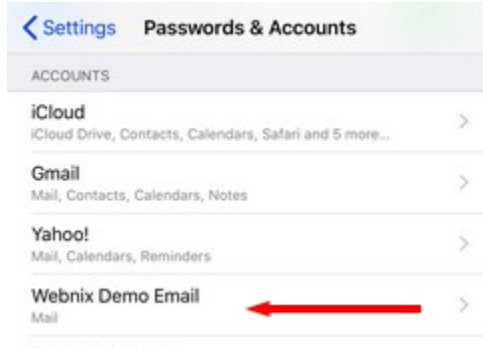 Settings Passwords & Accounts
ACCOUNTS
iCloud
iCloud Drive, Contacts, Calendars, Safari and 5 more...
Gmail
Mail, Contacts, Calendars, Notes
Yahoo!
Mail, Calendars, Reminders
Webnix Demo Email
Mail